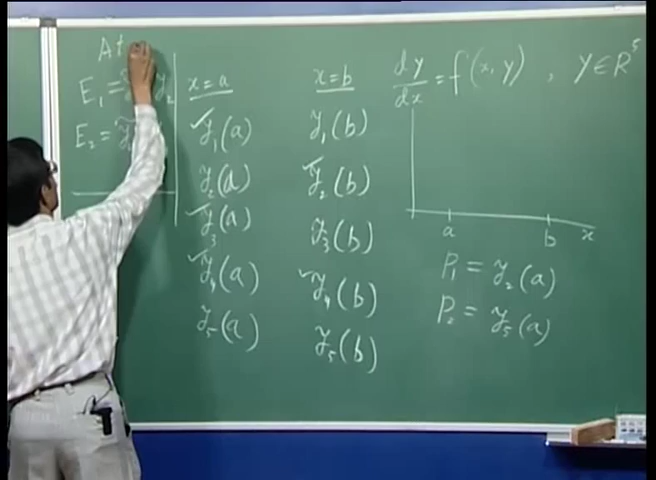 At
E₁ = y₂
E₂ = y
x = a
✓ y₁(a)
y₂(a)
✓ y₃(a)
✓ y₄(a)
y₅(a)
x = b
y₁(b)
✓ y₂(b)
y₃(b)
✓ y₄(b)
y₅(b)
dy/dx = f(x, y) , y ∈ R⁵
a b x
P₁ = y₂(a)
P₂ = y₅(a)